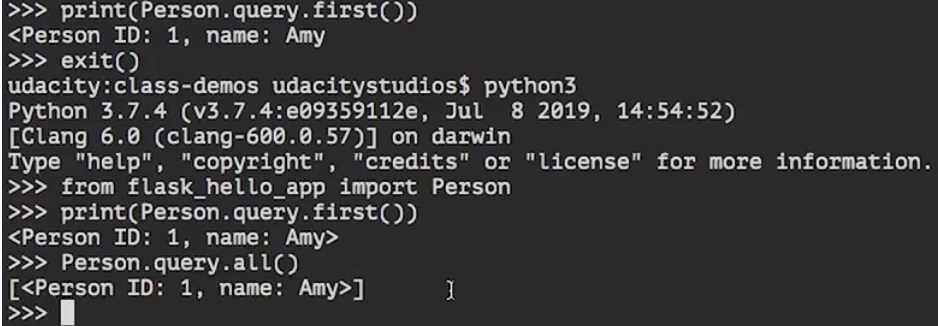 >>> print(Person.query.first())
<Person ID: 1, name: Amy
>>> exit()
udacity:class-demos udacitystudios$ python3
Python 3.7.4 (v3.7.4:e09359112e, Jul  8 2019, 14:54:52)
[Clang 6.0 (clang-600.0.57)] on darwin
Type "help", "copyright", "credits" or "license" for more information.
>>> from flask_hello_app import Person
>>> print(Person.query.first())
<Person ID: 1, name: Amy>
>>> Person.query.all()
[<Person ID: 1, name: Amy>]
>>>